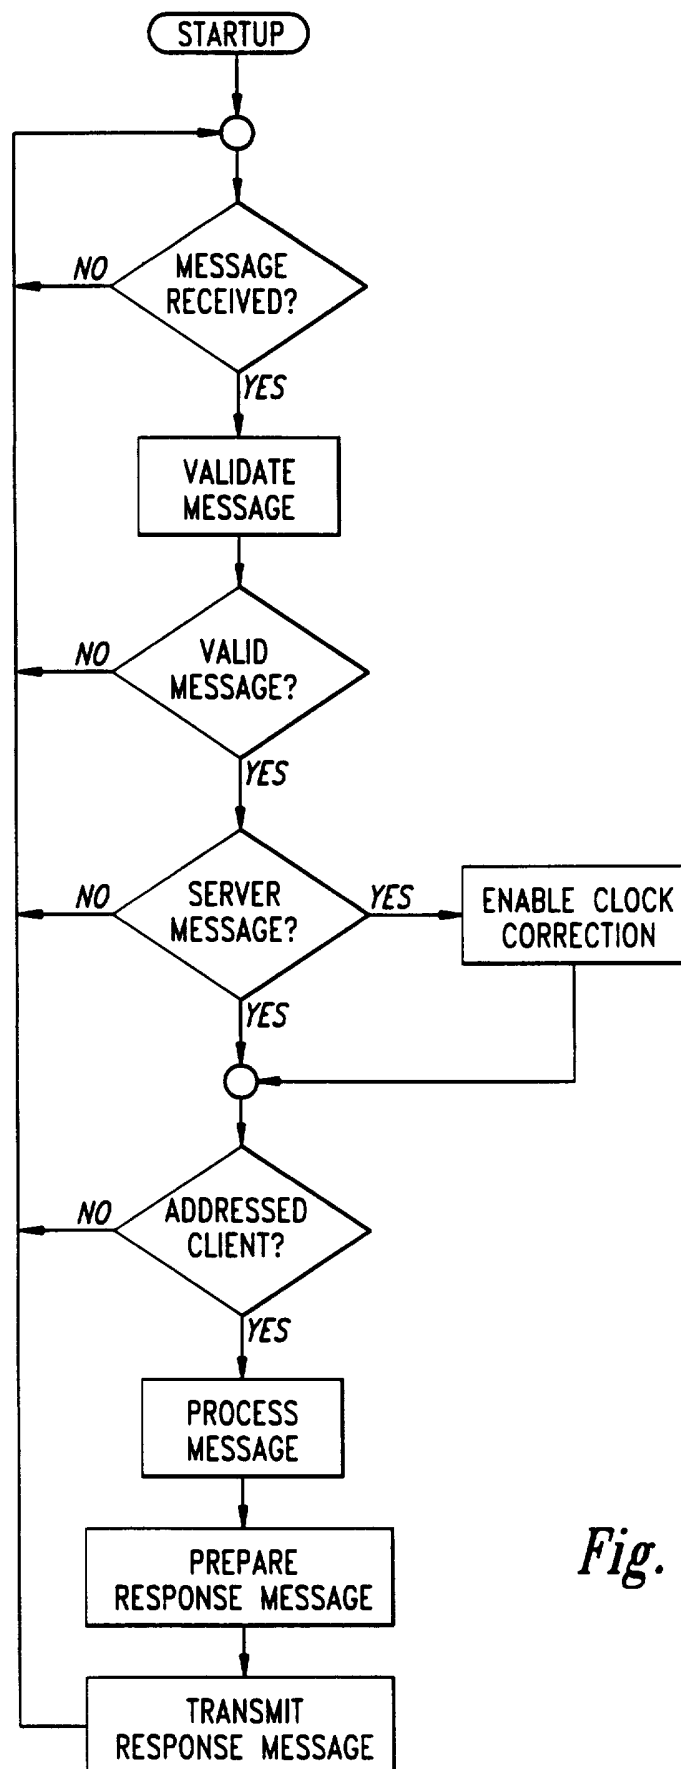 STARTUP
NO
MESSAGE
RECEIVED?
YES
VALIDATE
MESSAGE
NO
VALID
MESSAGE?
YES
NO
SERVER
MESSAGE?
YES
ENABLE CLOCK
CORRECTION
YES
NO
ADDRESSED
CLIENT?
YES
PROCESS
MESSAGE
PREPARE
RESPONSE MESSAGE
Fig.
TRANSMIT
RESPONSE MESSAGE